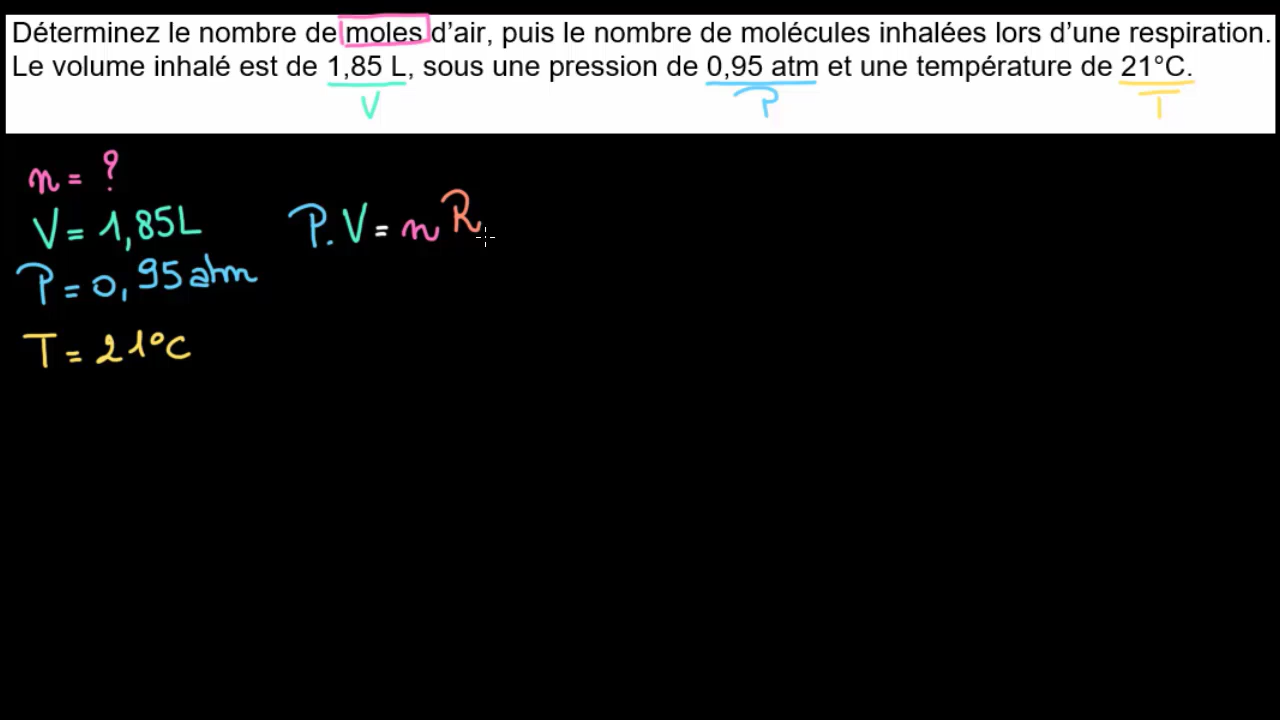 Déterminez le nombre de moles d’air, puis le nombre de molécules inhalées lors d’une respiration.
Le volume inhalé est de 1,85 L, sous une pression de 0,95 atm et une température de 21°C.
V P T
n = ?
V = 1,85L P.V = n R
P = 0,95 atm
T = 21°C